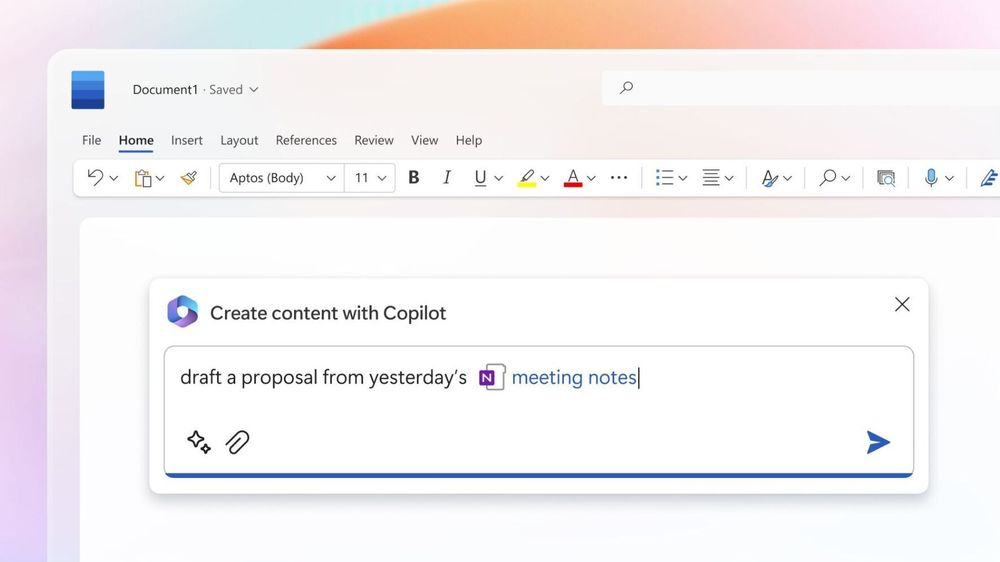 Document1 · Saved
File Home Insert Layout References Review View Help
Aptos (Body) 11 B I U A
Create content with Copilot
draft a proposal from yesterday's N meeting notes